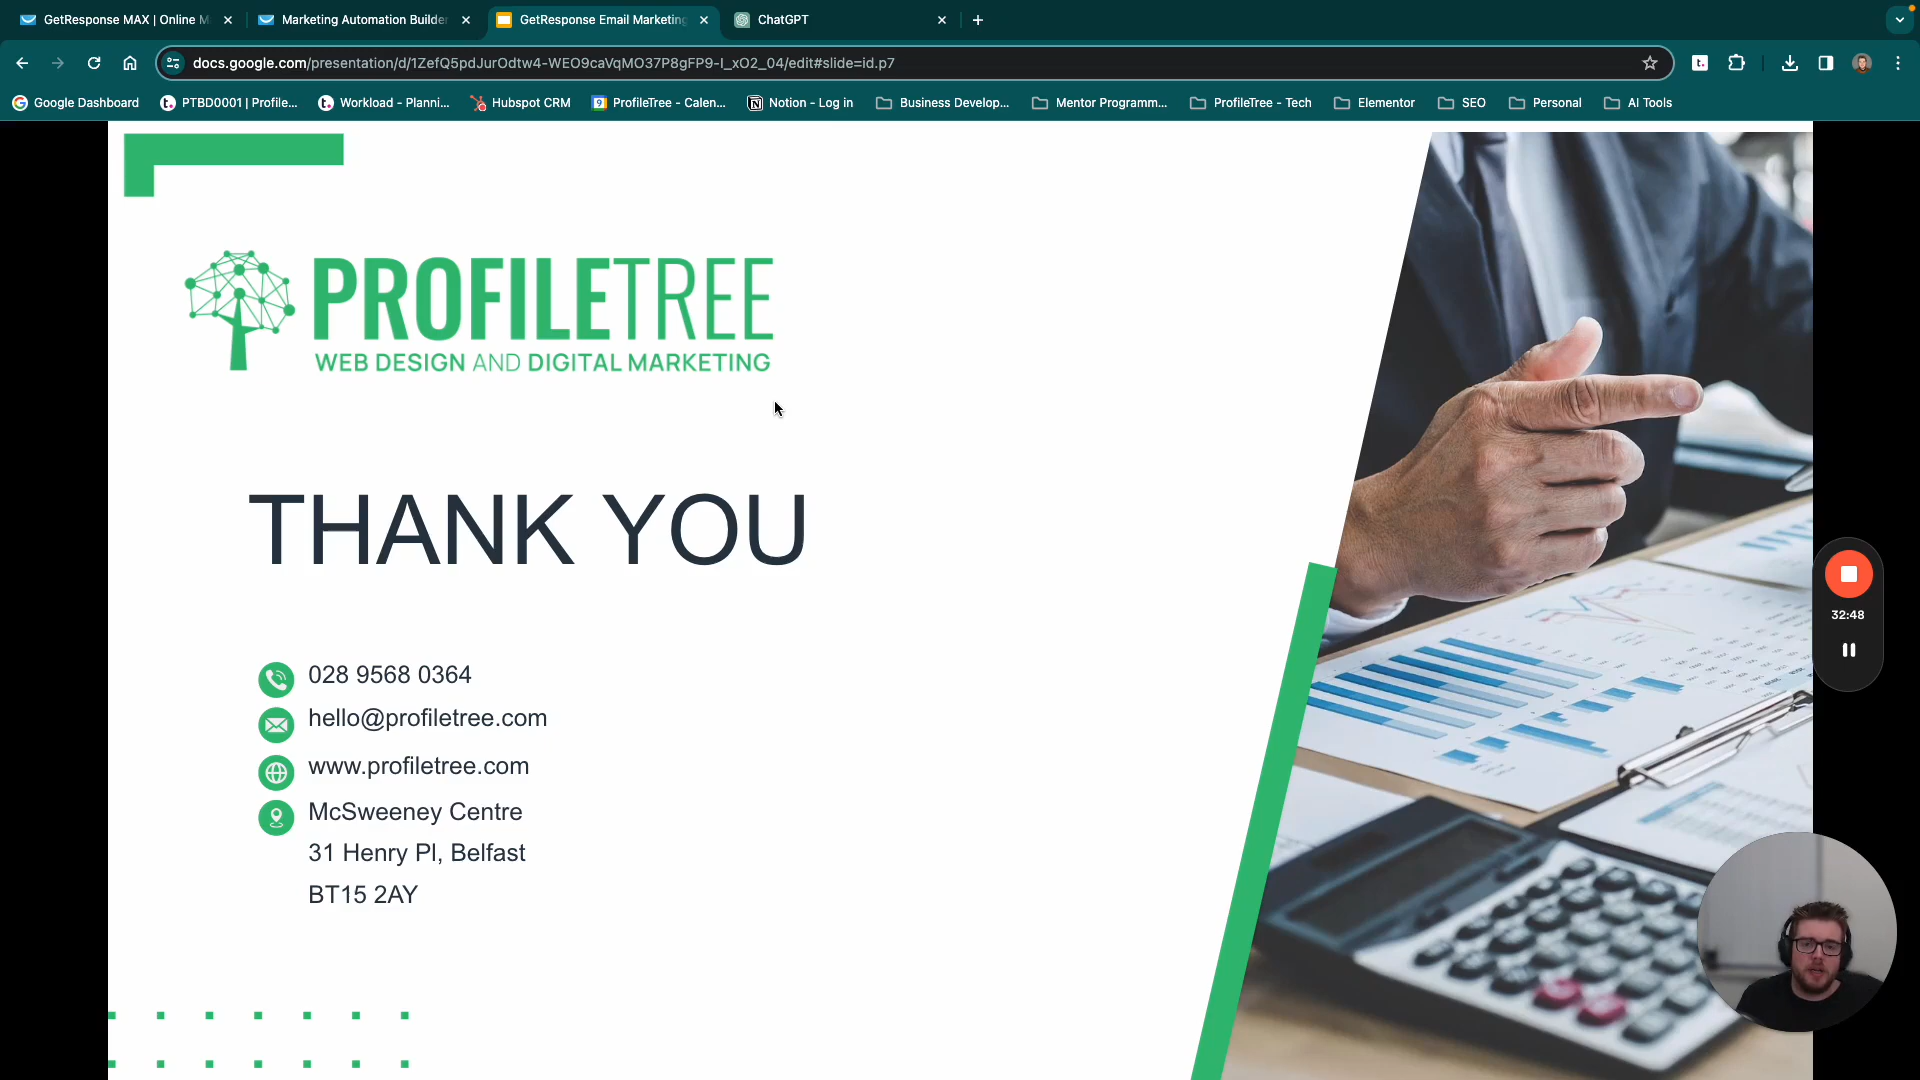 GetResponse MAX | Online M
Marketing Automation Builde
GetResponse Email Marketing
ChatGPT
docs.google.com/presentation/d/1ZefQ5pdJurOdtw4-WEO9caVqMO37P8gFP9-I_xO2_04/edit#slide=id.p7
Google Dashboard
PTBD0001 | Profile...
Workload - Planni...
Hubspot CRM
ProfileTree - Calen...
Notion - Log in
Business Develop...
Mentor Programm...
ProfileTree - Tech
Elementor
SEO
Personal
AI Tools
PROFILETREE
WEB DESIGN AND DIGITAL MARKETING
THANK YOU
028 9568 0364
hello@profiletree.com
www.profiletree.com
McSweeney Centre
31 Henry Pl, Belfast
BT15 2AY
32:48